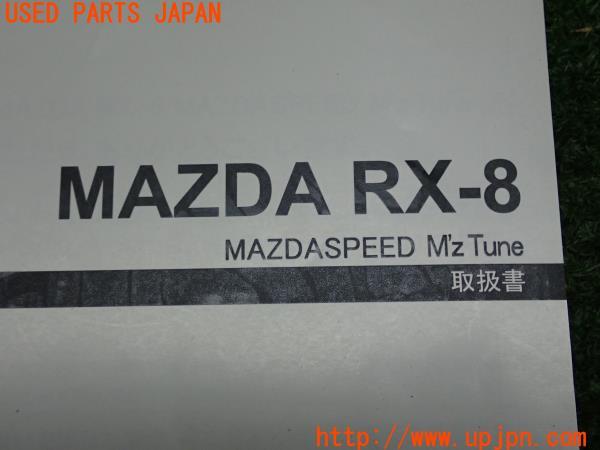 USED PARTS JAPAN
MAZDA RX-8
MAZDASPEED M'z Tune
取扱書
http://www.upjpn.com/